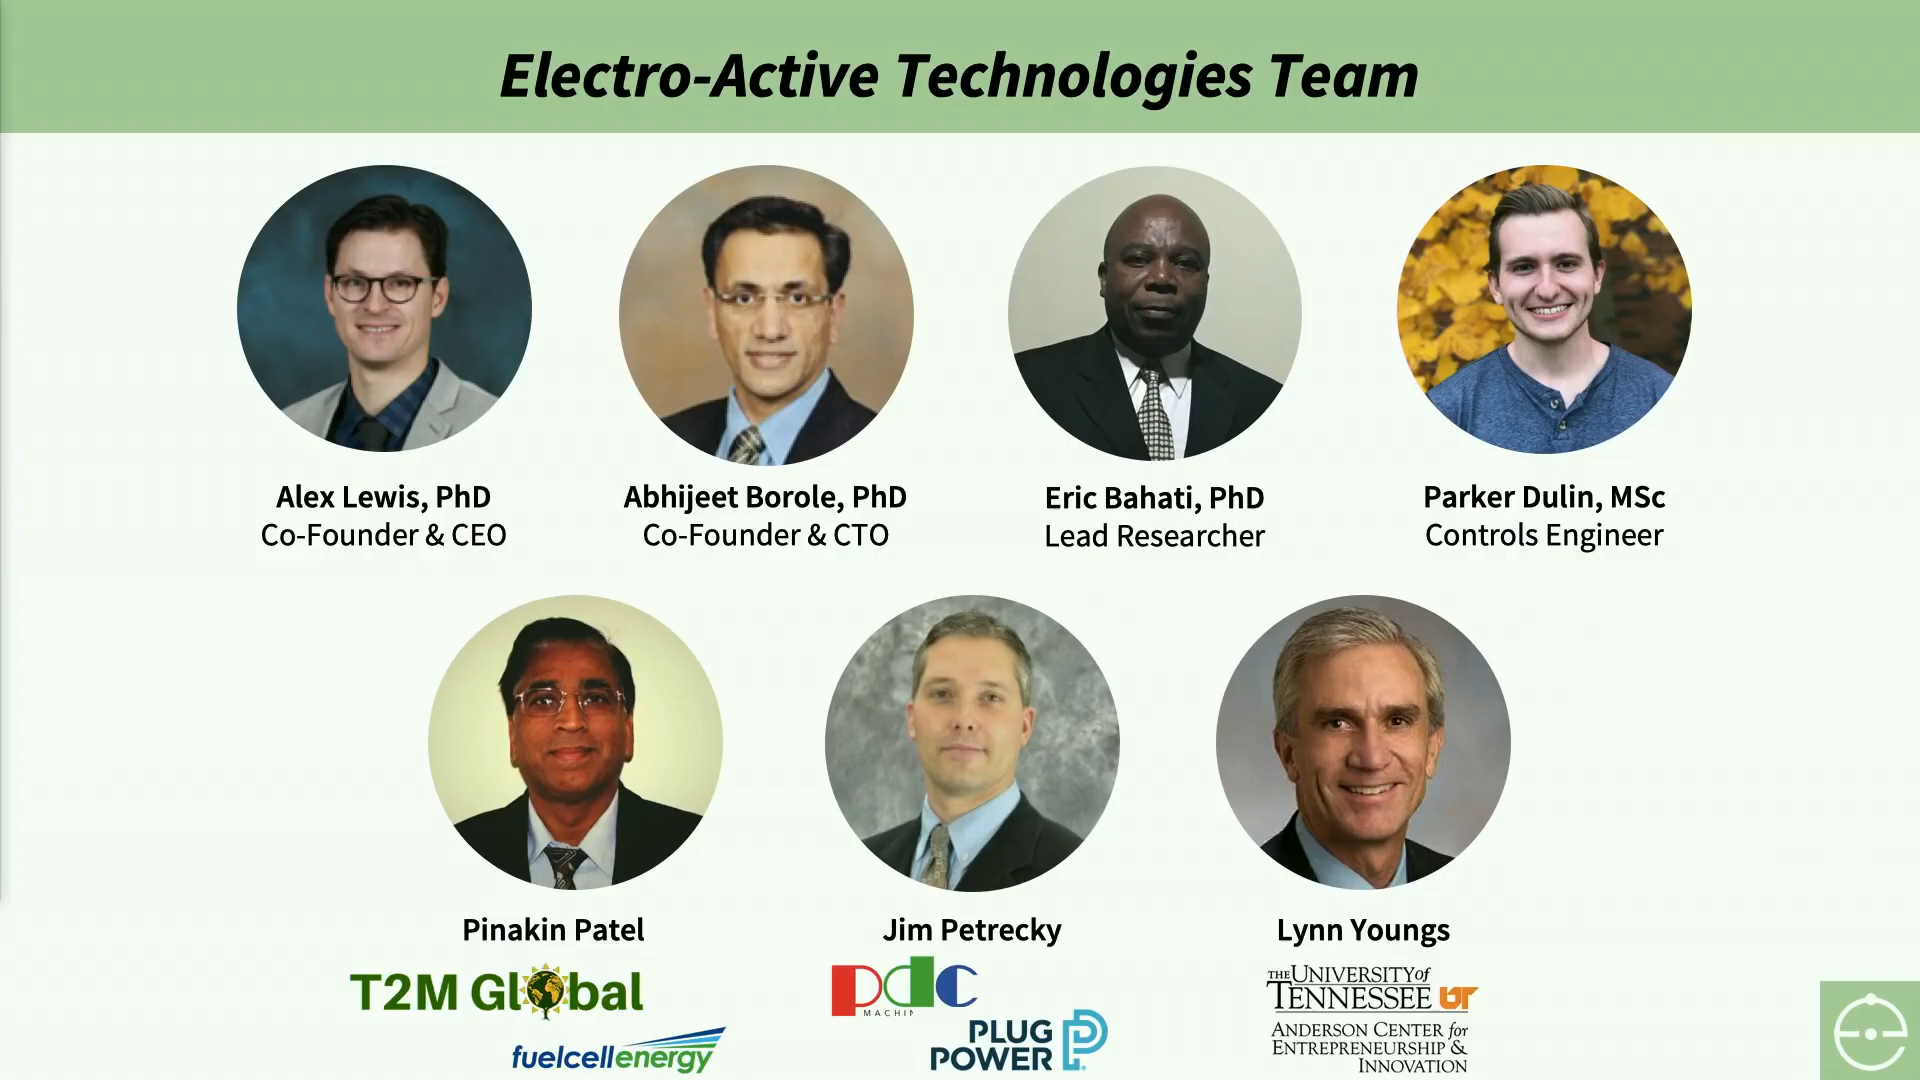 Electro-Active Technologies Team
Alex Lewis, PhD
Co-Founder & CEO
Abhijeet Borole, PhD
Co-Founder & CTO
Eric Bahati, PhD
Lead Researcher
Parker Dulin, MSc
Controls Engineer
Pinakin Patel
T2M Global
fuelcellenergy
Jim Petrecky
pdc
MACHIN
PLUG
POWER
Lynn Youngs
THE UNIVERSITY of
TENNESSEE UT
ANDERSON CENTER for
ENTREPRENEURSHIP &
INNOVATION